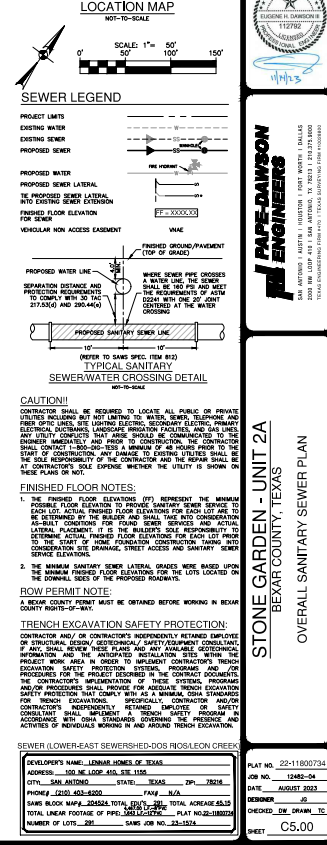 LOCATION MAP
NOT-TO-SCALE
SCALE: 1"= 50'
0' 50' 100' 150'
SEWER LEGEND
PROJECT LIMITS
EXISTING WATER
EXISTING SEWER
PROPOSED SEWER
SS
MANHOLE
FIRE HYDRANT
PROPOSED WATER
PROPOSED SEWER LATERAL
TIE PROPOSED SEWER LATERAL
INTO EXISTING SEWER EXTENSION
FINISHED FLOOR ELEVATION
FOR SEWER
FF = XXXX.XX
VEHICULAR NON ACCESS EASEMENT VNAE
FINISHED GROUND/PAVEMENT
(TOP OF GRADE)
PROPOSED WATER LINE
SEPARATION DISTANCE AND
PROTECTION REQUIREMENTS
TO COMPLY WITH 30 TAC
217.53(d) AND 290.44(e)
WHERE SEWER PIPE CROSSES
A WATER LINE, THE SEWER
SHALL BE 160 PSI AND MEET
THE REQUIREMENTS OF ASTM
D2241 WITH ONE 20' JOINT
CENTERED AT THE WATER
CROSSING
PROPOSED SANITARY SEWER LINE
10' 10'
(REFER TO SAWS SPEC. ITEM 812)
TYPICAL SANITARY
SEWER/WATER CROSSING DETAIL
NOT-TO-SCALE
CAUTION!!
CONTRACTOR SHALL BE REQUIRED TO LOCATE ALL PUBLIC OR PRIVATE
UTILITIES INCLUDING BUT NOT LIMITED TO: WATER, SEWER, TELEPHONE AND
FIBER OPTIC LINES, SITE LIGHTING ELECTRIC, SECONDARY ELECTRIC, PRIMARY
ELECTRICAL DUCTBANKS, LANDSCAPE IRRIGATION FACILITIES, AND GAS LINES.
ANY UTILITY CONFLICTS THAT ARISE SHOULD BE COMMUNICATED TO THE
ENGINEER IMMEDIATELY AND PRIOR TO CONSTRUCTION. THE CONTRACTOR
SHALL CONTACT 1-800-DIG-TESS A MINIMUM OF 48 HOURS PRIOR TO THE
START OF CONSTRUCTION. ANY DAMAGE TO EXISTING UTILITIES SHALL BE
THE SOLE RESPONSIBILITY OF THE CONTRACTOR AND THE REPAIR SHALL BE
AT CONTRACTOR'S SOLE EXPENSE WHETHER THE UTILITY IS SHOWN ON
THESE PLANS OR NOT.
FINISHED FLOOR NOTES:
1. THE FINISHED FLOOR ELEVATIONS (FF) REPRESENT THE MINIMUM
POSSIBLE ELEVATION TO PROVIDE SANITARY SEWER SERVICE TO
EACH LOT. ACTUAL FINISHED FLOOR ELEVATIONS FOR EACH LOT ARE TO
BE DETERMINED BY THE BUILDER AND SHALL TAKE INTO CONSIDERATION
AS-BUILT CONDITIONS FOR FOUND SEWER SERVICES AND ACTUAL
LATERAL PLACEMENT. IT IS THE BUILDER'S SOLE RESPONSIBILITY TO
DETERMINE ACTUAL FINISHED FLOOR ELEVATIONS FOR EACH LOT PRIOR
TO THE START OF HOME FOUNDATION CONSTRUCTION TAKING INTO
CONSIDERATION SITE DRAINAGE, STREET ACCESS AND SANITARY SEWER
SERVICE ELEVATIONS.
2. THE MINIMUM SANITARY SEWER LATERAL GRADES WERE BASED UPON
THE MINIMUM FINISHED FLOOR ELEVATIONS FOR THE LOTS LOCATED ON
THE DOWNHILL SIDES OF THE PROPOSED ROADWAYS.
ROW PERMIT NOTE:
A BEXAR COUNTY PERMIT MUST BE OBTAINED BEFORE WORKING IN BEXAR
COUNTY RIGHTS-OF-WAY.
TRENCH EXCAVATION SAFETY PROTECTION:
CONTRACTOR AND/ OR CONTRACTOR'S INDEPENDENTLY RETAINED EMPLOYEE
OR STRUCTURAL DESIGN/ GEOTECHNICAL/ SAFETY/EQUIPMENT CONSULTANT,
IF ANY, SHALL REVIEW THESE PLANS AND ANY AVAILABLE GEOTECHNICAL
INFORMATION AND THE ANTICIPATED INSTALLATION SITES WITHIN THE
PROJECT WORK AREA IN ORDER TO IMPLEMENT CONTRACTOR'S TRENCH
EXCAVATION SAFETY PROTECTION SYSTEMS, PROGRAMS AND /OR
PROCEDURES FOR THE PROJECT DESCRIBED IN THE CONTRACT DOCUMENTS.
THE CONTRACTOR'S IMPLEMENTATION OF THESE SYSTEMS, PROGRAMS
AND/OR PROCEDURES SHALL PROVIDE FOR ADEQUATE TRENCH EXCAVATION
SAFETY PROTECTION THAT COMPLY WITH AS A MINIMUM, OSHA STANDARDS
FOR TRENCH EXCAVATIONS. SPECIFICALLY, CONTRACTOR AND/OR
CONTRACTOR'S INDEPENDENTLY RETAINED EMPLOYEE OR SAFETY
CONSULTANT SHALL IMPLEMENT A TRENCH SAFETY PROGRAM IN
ACCORDANCE WITH OSHA STANDARDS GOVERNING THE PRESENCE AND
ACTIVITIES OF INDIVIDUALS WORKING IN AND AROUND TRENCH EXCAVATION.
SEWER (LOWER-EAST SEWERSHED-DOS RIOS/LEON CREEK)
DEVELOPER'S NAME: LENNAR HOMES OF TEXAS
ADDRESS: 100 NE LOOP 410, STE 1155
CITY: SAN ANTONIO STATE: TEXAS ZIP: 78216
PHONE# (210) 403-6200 FAX# N/A
SAWS BLOCK MAP# 204524 TOTAL EDU'S 291 TOTAL ACREAGE 45.15
TOTAL LINEAR FOOTAGE OF PIPE: 1,643 LF.-12"PVC PLAT NO. 22-11800734
NUMBER OF LOTS 291 SAWS JOB NO. 23-1574
EUGENE H. DAWSON III
112792
LICENSED
PROFESSIONAL ENGINEER
11/14/23
PAPE-DAWSON
ENGINEERS
SAN ANTONIO I AUSTIN I HOUSTON I FORT WORTH I DALLAS
2000 NW LOOP 410 I SAN ANTONIO, TX 78213 I 210.375.9000
TEXAS ENGINEERING FIRM #470 I TEXAS SURVEYING FIRM #10028800
STONE GARDEN - UNIT 2A
BEXAR COUNTY, TEXAS
OVERALL SANITARY SEWER PLAN
PLAT NO. 22-11800734
JOB NO. 12482-04
DATE AUGUST 2023
DESIGNER JG
CHECKED DW DRAWN TC
SHEET C5.00